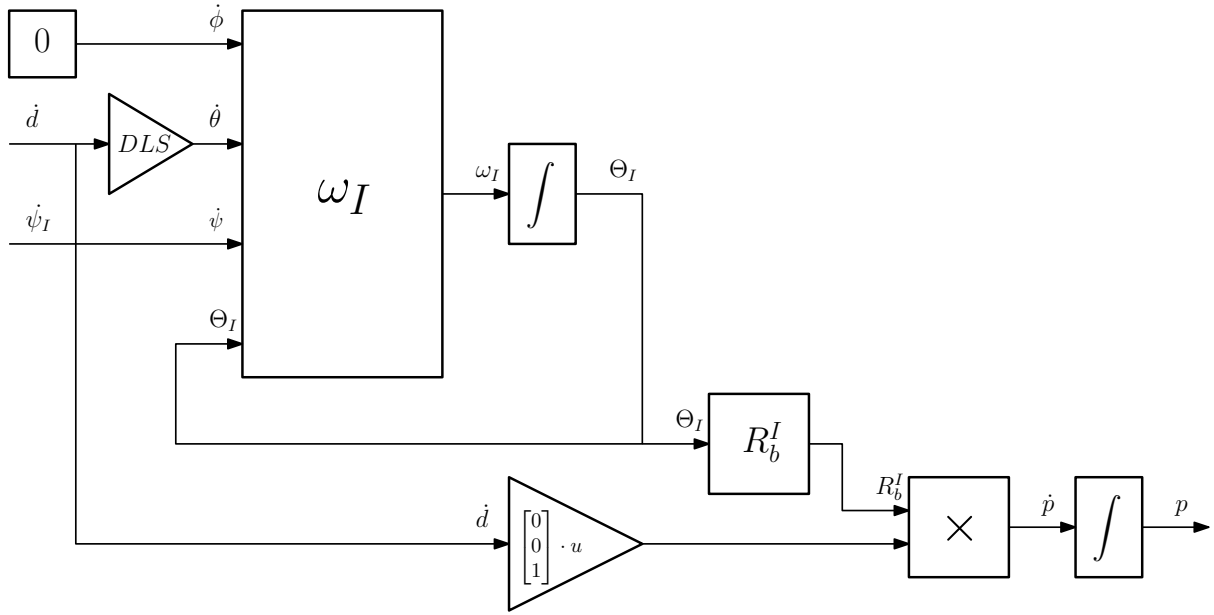 0
φ̇
ḋ
DLS
θ̇
ψ̇_I
ψ̇
Θ_I
ω_I
ω_I
∫
Θ_I
Θ_I
R_b^I
ḋ
[0 0 1] · u
R_b^I
×
ṗ
∫
p